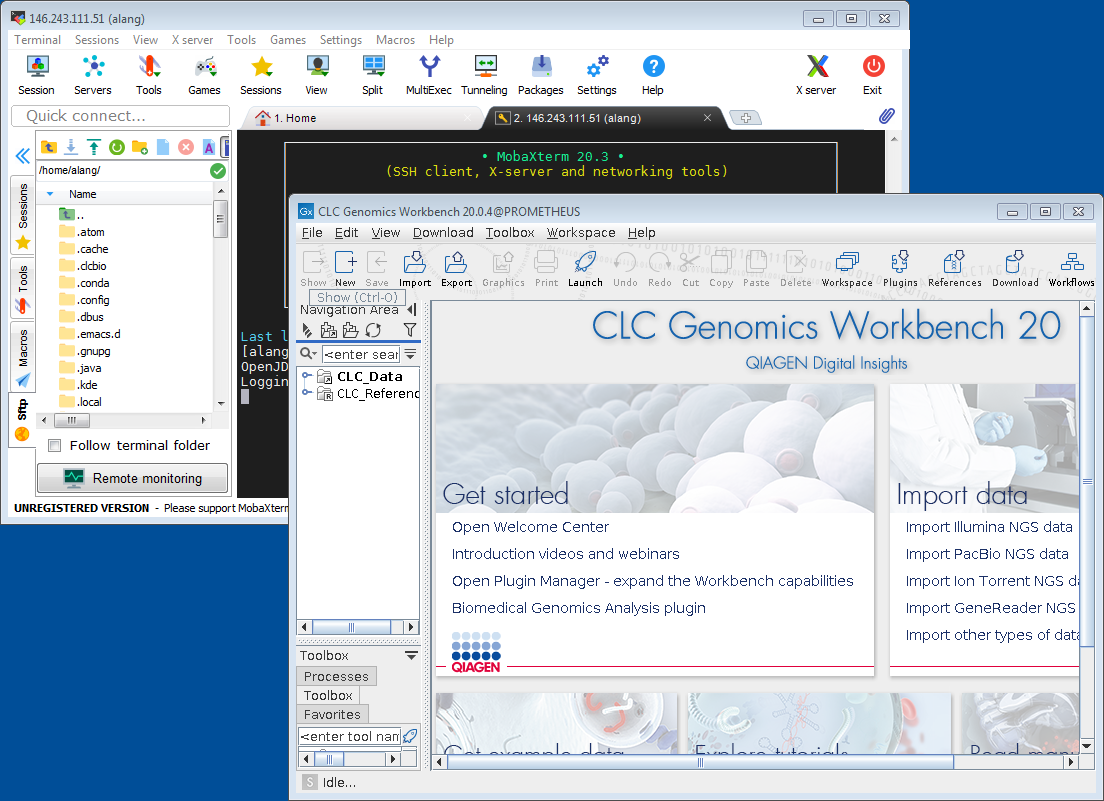 146.243.111.51 (alang)
Terminal Sessions View X server Tools Games Settings Macros Help
Session Servers Tools Games Sessions View Split MultiExec Tunneling Packages Settings Help X server Exit
Quick connect...
1. Home
2. 146.243.111.51 (alang)
/home/alang/
Name
..
.atom
.cache
.clcbio
.conda
.config
.dbus
.emacs.d
.gnupg
.java
.kde
.local
Sessions
Tools
Macros
Sftp
Follow terminal folder
Remote monitoring
UNREGISTERED VERSION - Please support MobaXterm
• MobaXterm 20.3 •
(SSH client, X-server and networking tools)
Last l
[alang
OpenJD
Loggin
Gx CLC Genomics Workbench 20.0.4@PROMETHEUS
File Edit View Download Toolbox Workspace Help
Show New Save Import Export Graphics Print Launch Undo Redo Cut Copy Paste Delete Workspace Plugins References Download Workflows
Show (Ctrl-O)
Navigation Area
<enter sear
CLC_Data
CLC_Referenc
Toolbox
Processes
Toolbox
Favorites
<enter tool nam
S Idle...
CLC Genomics Workbench 20
QIAGEN Digital Insights
Get started
Open Welcome Center
Introduction videos and webinars
Open Plugin Manager - expand the Workbench capabilities
Biomedical Genomics Analysis plugin
QIAGEN
Import data
Import Illumina NGS data
Import PacBio NGS data
Import Ion Torrent NGS da
Import GeneReader NGS
Import other types of data
Get example data
Explore tutorials
Read manu